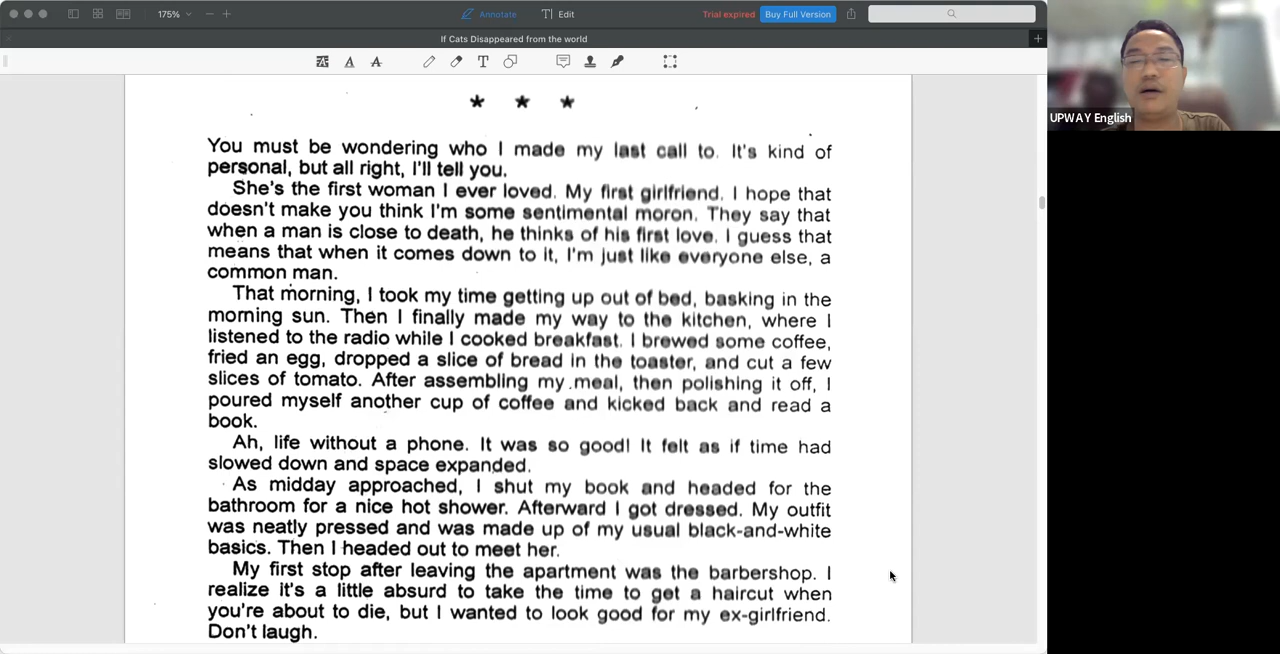 175%
Annotate
Edit
Trial expired
Buy Full Version
If Cats Disappeared from the world
UPWAY English
* * *
You must be wondering who I made my last call to. It's kind of
personal, but all right, I'll tell you.
She's the first woman I ever loved. My first girlfriend. I hope that
doesn't make you think I'm some sentimental moron. They say that
when a man is close to death, he thinks of his first love. I guess that
means that when it comes down to it, I'm just like everyone else, a
common man.
That morning, I took my time getting up out of bed, basking in the
morning sun. Then I finally made my way to the kitchen, where I
listened to the radio while I cooked breakfast. I brewed some coffee,
fried an egg, dropped a slice of bread in the toaster, and cut a few
slices of tomato. After assembling my meal, then polishing it off, I
poured myself another cup of coffee and kicked back and read a
book.
Ah, life without a phone. It was so good! It felt as if time had
slowed down and space expanded.
As midday approached, I shut my book and headed for the
bathroom for a nice hot shower. Afterward I got dressed. My outfit
was neatly pressed and was made up of my usual black-and-white
basics. Then I headed out to meet her.
My first stop after leaving the apartment was the barbershop. I
realize it's a little absurd to take the time to get a haircut when
you're about to die, but I wanted to look good for my ex-girlfriend.
Don't laugh.